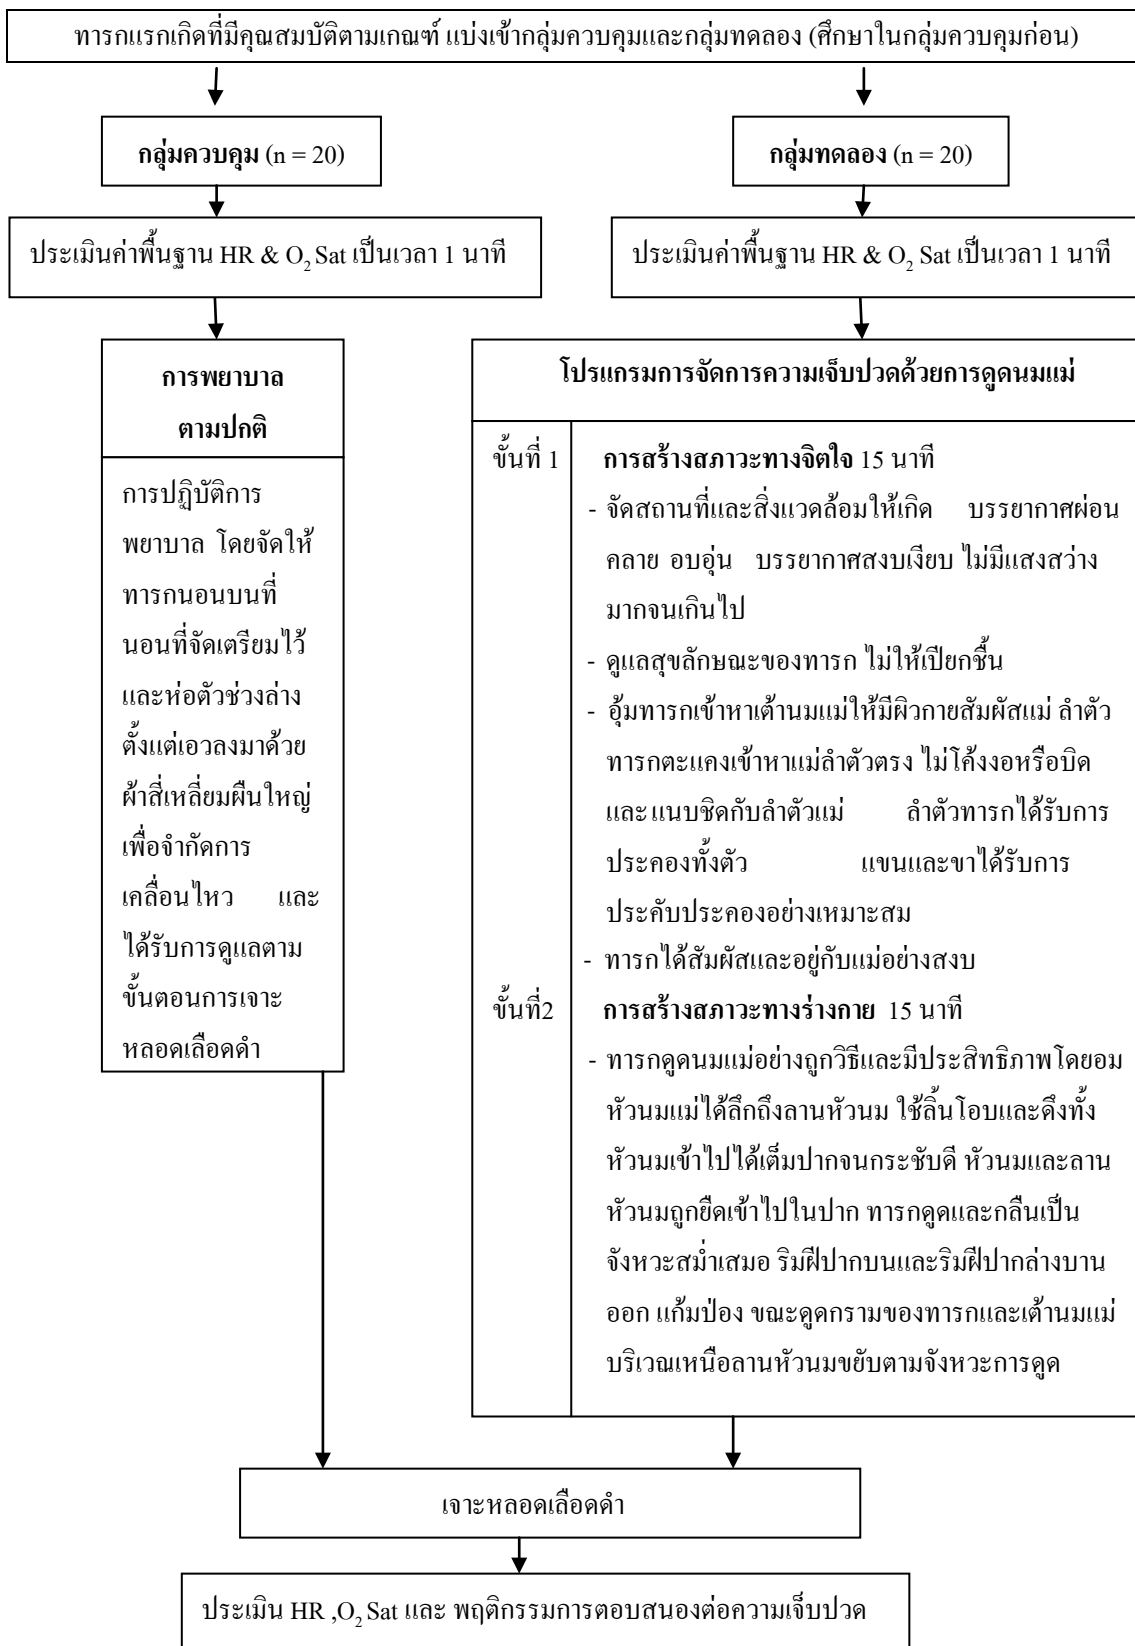 ทารกแรกเกิดที่มีคุณสมบัติตามเกณฑ์ แบ่งเข้ากลุ่มควบคุมและกลุ่มทดลอง (ศึกษาในกลุ่มควบคุมก่อน)
กลุ่มควบคุม (n = 20)
กลุ่มทดลอง (n = 20)
ประเมินค่าพื้นฐาน HR & O₂ Sat เป็นเวลา 1 นาที
ประเมินค่าพื้นฐาน HR & O₂ Sat เป็นเวลา 1 นาที
การพยาบาล
ตามปกติ
การปฏิบัติการ
พยาบาล โดยจัดให้
ทารกนอนบนที่
นอนที่จัดเตรียมไว้
และห่อตัวช่วงล่าง
ตั้งแต่เอวลงมาด้วย
ผ้าสี่เหลี่ยมผืนใหญ่
เพื่อจำกัดการ
เคลื่อนไหว และ
ได้รับการดูแลตาม
ขั้นตอนการเจาะ
หลอดเลือดดำ
โปรแกรมการจัดการความเจ็บปวดด้วยการดูดนมแม่
ขั้นที่ 1
การสร้างสภาวะทางจิตใจ 15 นาที
- จัดสถานที่และสิ่งแวดล้อมให้เกิด บรรยากาศผ่อน
คลาย อบอุ่น บรรยากาศสงบเงียบ ไม่มีแสงสว่าง
มากจนเกินไป
- ดูแลสุขลักษณะของทารก ไม่ให้เปียกชื้น
- อุ้มทารกเข้าหาเต้านมแม่ให้มีผิวกายสัมผัสแม่ ลำตัว
ทารกตะแคงเข้าหาแม่ลำตัวตรง ไม่โค้งงอหรือบิด
และแนบชิดกับลำตัวแม่ ลำตัวทารกได้รับการ
ประคองทั้งตัว แขนและขาได้รับการ
ประคับประคองอย่างเหมาะสม
- ทารกได้สัมผัสและอยู่กับแม่อย่างสงบ
ขั้นที่2
การสร้างสภาวะทางร่างกาย 15 นาที
- ทารกดูดนมแม่อย่างถูกวิธีและมีประสิทธิภาพโดยอม
หัวนมแม่ได้ลึกถึงลานหัวนม ใช้ลิ้นโอบและดึงทั้ง
หัวนมเข้าไปได้เต็มปากจนกระชับดี หัวนมและลาน
หัวนมถูกยืดเข้าไปในปาก ทารกดูดและกลืนเป็น
จังหวะสม่ำเสมอ ริมฝีปากบนและริมฝีปากล่างบาน
ออก แก้มป่อง ขณะดูดกรามของทารกและเต้านมแม่
บริเวณเหนือลานหัวนมขยับตามจังหวะการดูด
เจาะหลอดเลือดดำ
ประเมิน HR ,O₂ Sat และ พฤติกรรมการตอบสนองต่อความเจ็บปวด